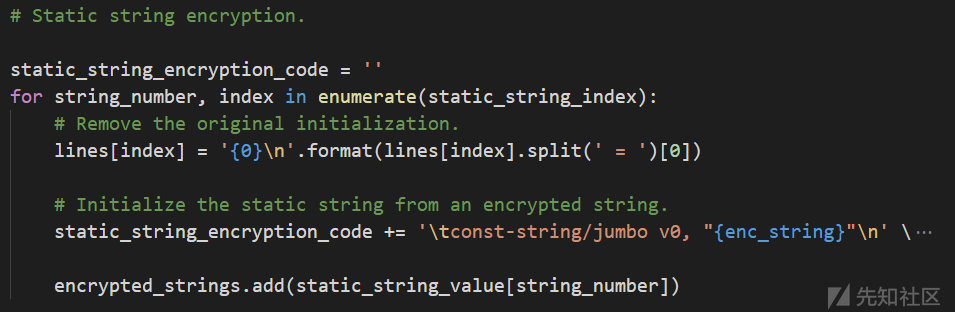 # Static string encryption.
static_string_encryption_code = ''
for string_number, index in enumerate(static_string_index):
    # Remove the original initialization.
    lines[index] = '{0}\n'.format(lines[index].split(' = ')[0])
    # Initialize the static string from an encrypted string.
    static_string_encryption_code += '\tconst-string/jumbo v0, "{enc_string}"\n' \…
    encrypted_strings.add(static_string_value[string_number])
先知社区